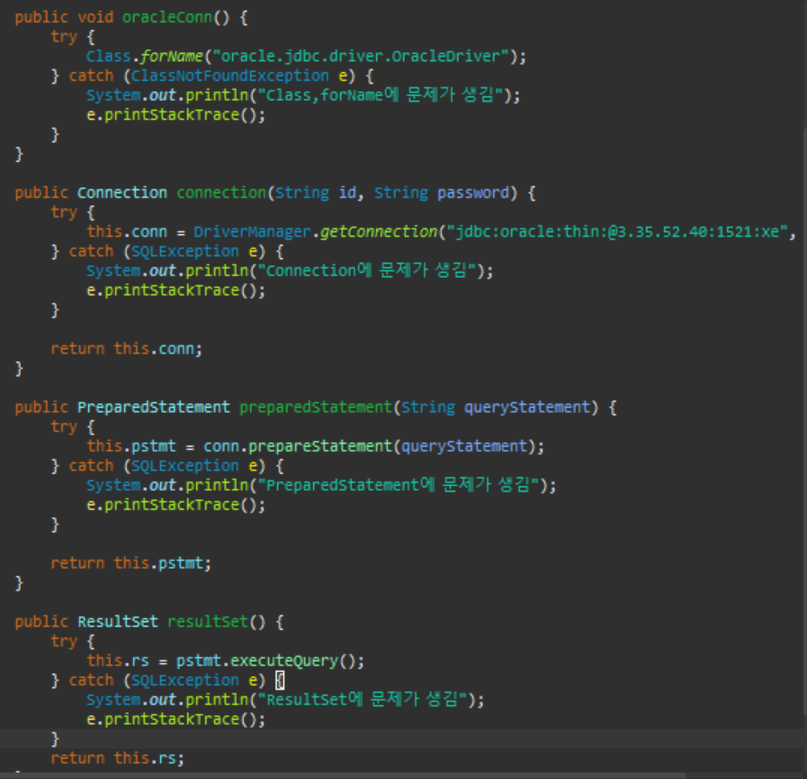 public void oracleConn() {
try {
Class.forName("oracle.jdbc.driver.OracleDriver");
} catch (ClassNotFoundException e) {
System.out.println("Class,forName에 문제가 생김");
e.printStackTrace();
}
}
public Connection connection(String id, String password) {
try {
this.conn = DriverManager.getConnection("jdbc:oracle:thin:@3.35.52.40:1521:xe",
} catch (SQLException e) {
System.out.println("Connection에 문제가 생김");
e.printStackTrace();
}
return this.conn;
}
public PreparedStatement preparedStatement(String queryStatement) {
try {
this.pstmt = conn.prepareStatement(queryStatement);
} catch (SQLException e) {
System.out.println("PreparedStatement에 문제가 생김");
e.printStackTrace();
}
return this.pstmt;
}
public ResultSet resultSet() {
try {
this.rs = pstmt.executeQuery();
} catch (SQLException e) {
System.out.println("ResultSet에 문제가 생김");
e.printStackTrace();
}
return this.rs;